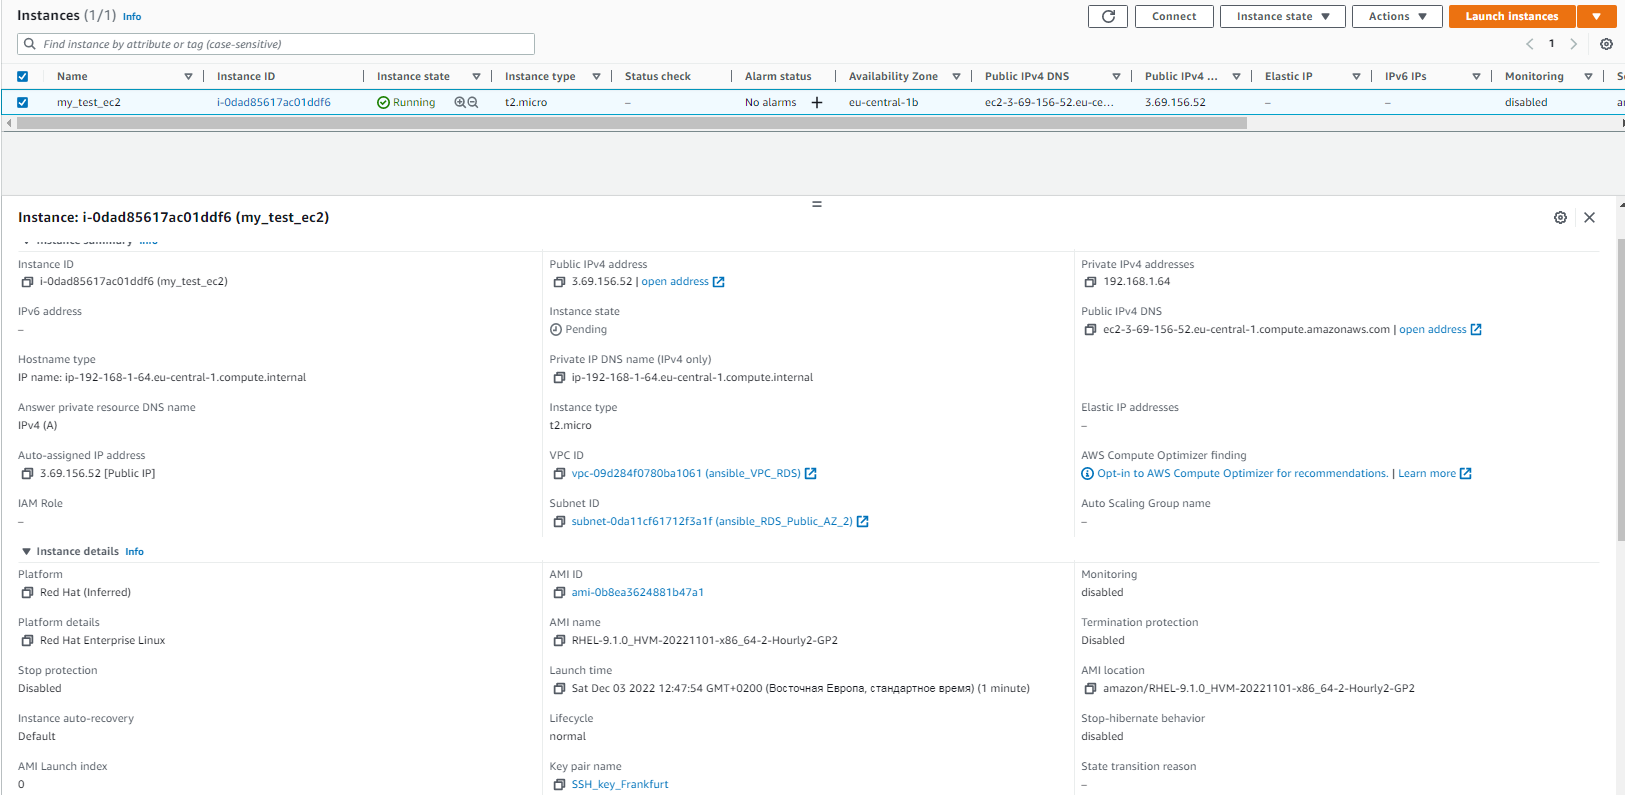 Instances (1/1) Info
Connect
Instance state
Actions
Launch instances
Find instance by attribute or tag (case-sensitive)
1
Name Instance ID Instance state Instance type Status check Alarm status Availability Zone Public IPv4 DNS Public IPv4 ... Elastic IP IPv6 IPs Monitoring
my_test_ec2 i-0dad85617ac01ddf6 Running t2.micro – No alarms + eu-central-1b ec2-3-69-156-52.eu-ce... 3.69.156.52 – – disabled
Instance: i-0dad85617ac01ddf6 (my_test_ec2)
Instance summary Info
Instance ID
i-0dad85617ac01ddf6 (my_test_ec2)
Public IPv4 address
3.69.156.52 | open address
Private IPv4 addresses
192.168.1.64
IPv6 address
–
Instance state
Pending
Public IPv4 DNS
ec2-3-69-156-52.eu-central-1.compute.amazonaws.com | open address
Hostname type
IP name: ip-192-168-1-64.eu-central-1.compute.internal
Private IP DNS name (IPv4 only)
ip-192-168-1-64.eu-central-1.compute.internal
Answer private resource DNS name
IPv4 (A)
Instance type
t2.micro
Elastic IP addresses
–
Auto-assigned IP address
3.69.156.52 [Public IP]
VPC ID
vpc-09d284f0780ba1061 (ansible_VPC_RDS)
AWS Compute Optimizer finding
Opt-in to AWS Compute Optimizer for recommendations. | Learn more
IAM Role
–
Subnet ID
subnet-0da11cf61712f3a1f (ansible_RDS_Public_AZ_2)
Auto Scaling Group name
–
Instance details Info
Platform
Red Hat (Inferred)
AMI ID
ami-0b8ea3624881b47a1
Monitoring
disabled
Platform details
Red Hat Enterprise Linux
AMI name
RHEL-9.1.0_HVM-20221101-x86_64-2-Hourly2-GP2
Termination protection
Disabled
Stop protection
Disabled
Launch time
Sat Dec 03 2022 12:47:54 GMT+0200 (Восточная Европа, стандартное время) (1 minute)
AMI location
amazon/RHEL-9.1.0_HVM-20221101-x86_64-2-Hourly2-GP2
Instance auto-recovery
Default
Lifecycle
normal
Stop-hibernate behavior
disabled
AMI Launch index
0
Key pair name
SSH_key_Frankfurt
State transition reason
–